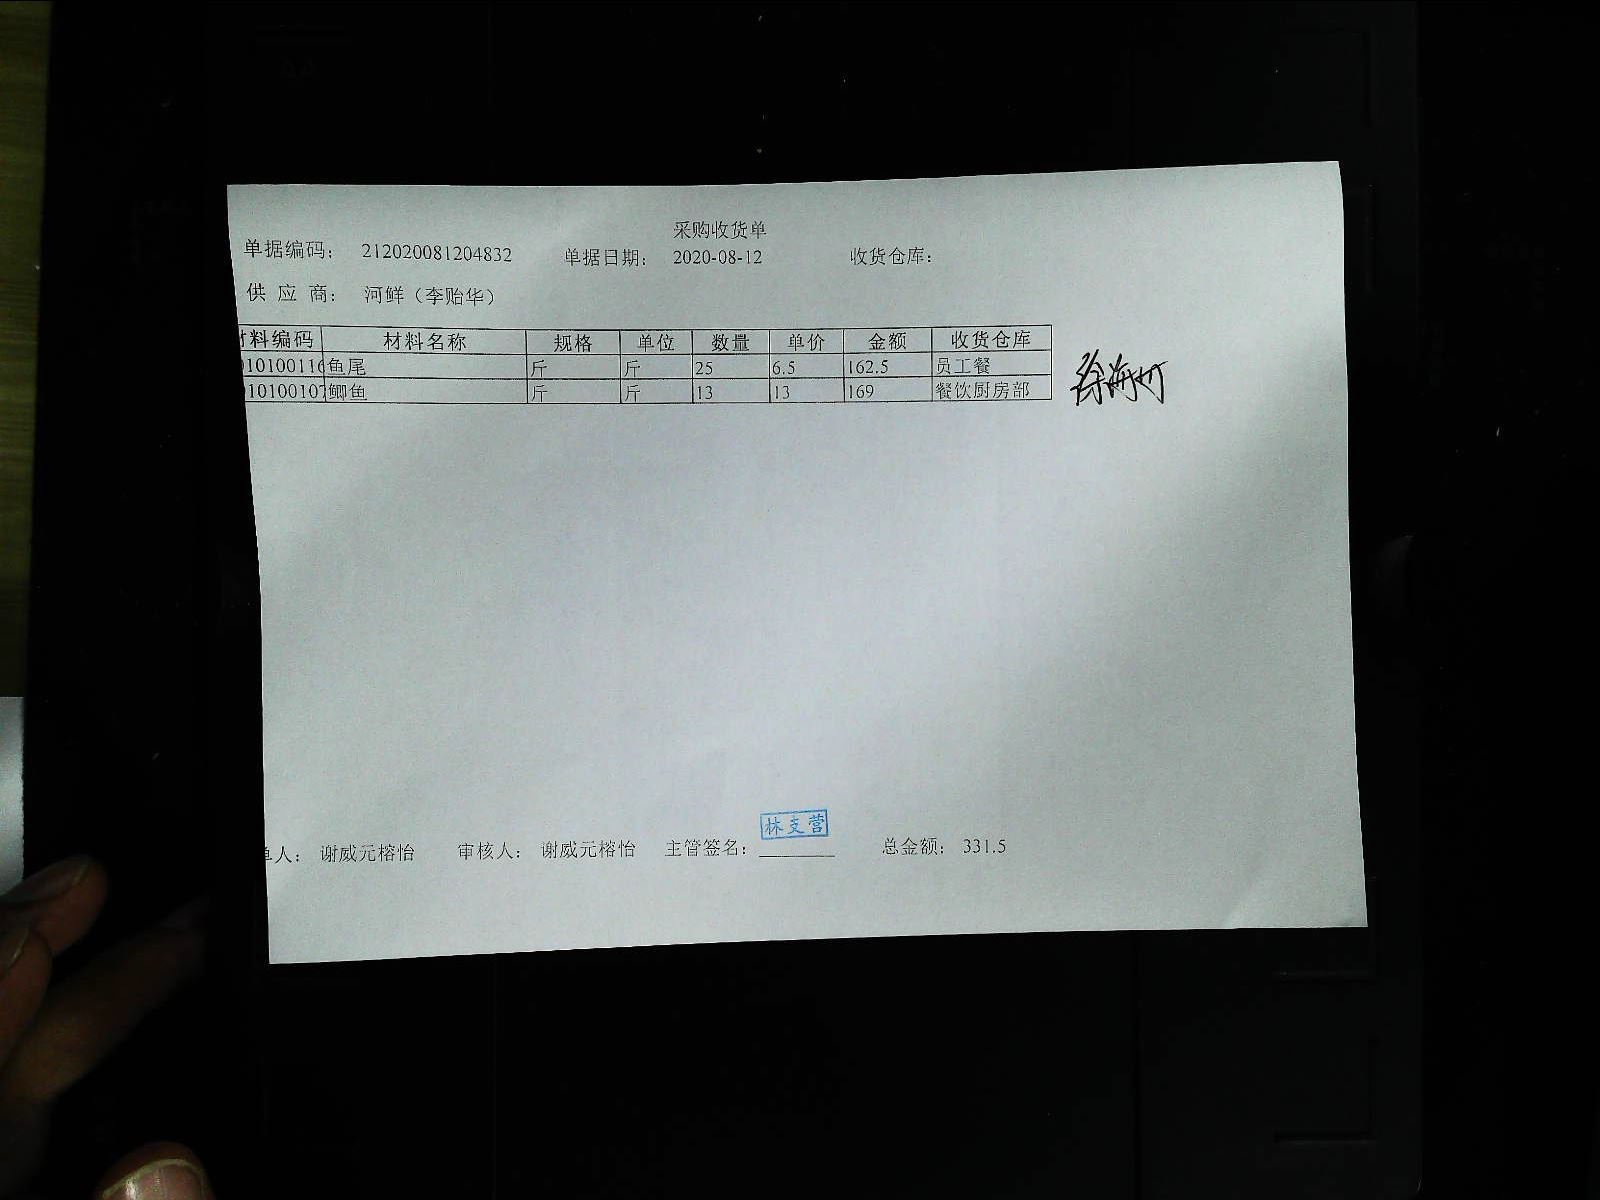 采购收货单
单据编码: 212020081204832 单据日期: 2020-08-12 收货仓库:
供应商: 河鲜（李贻华）
材料编码 材料名称 规格 单位 数量 单价 金额 收货仓库
10100116 鱼尾 斤 斤 25 6.5 162.5 员工餐
10100107 鲫鱼 斤 斤 13 13 169 餐饮厨房部
林支营
单人: 谢威元榕怡 审核人: 谢威元榕怡 主管签名: 总金额: 331.5